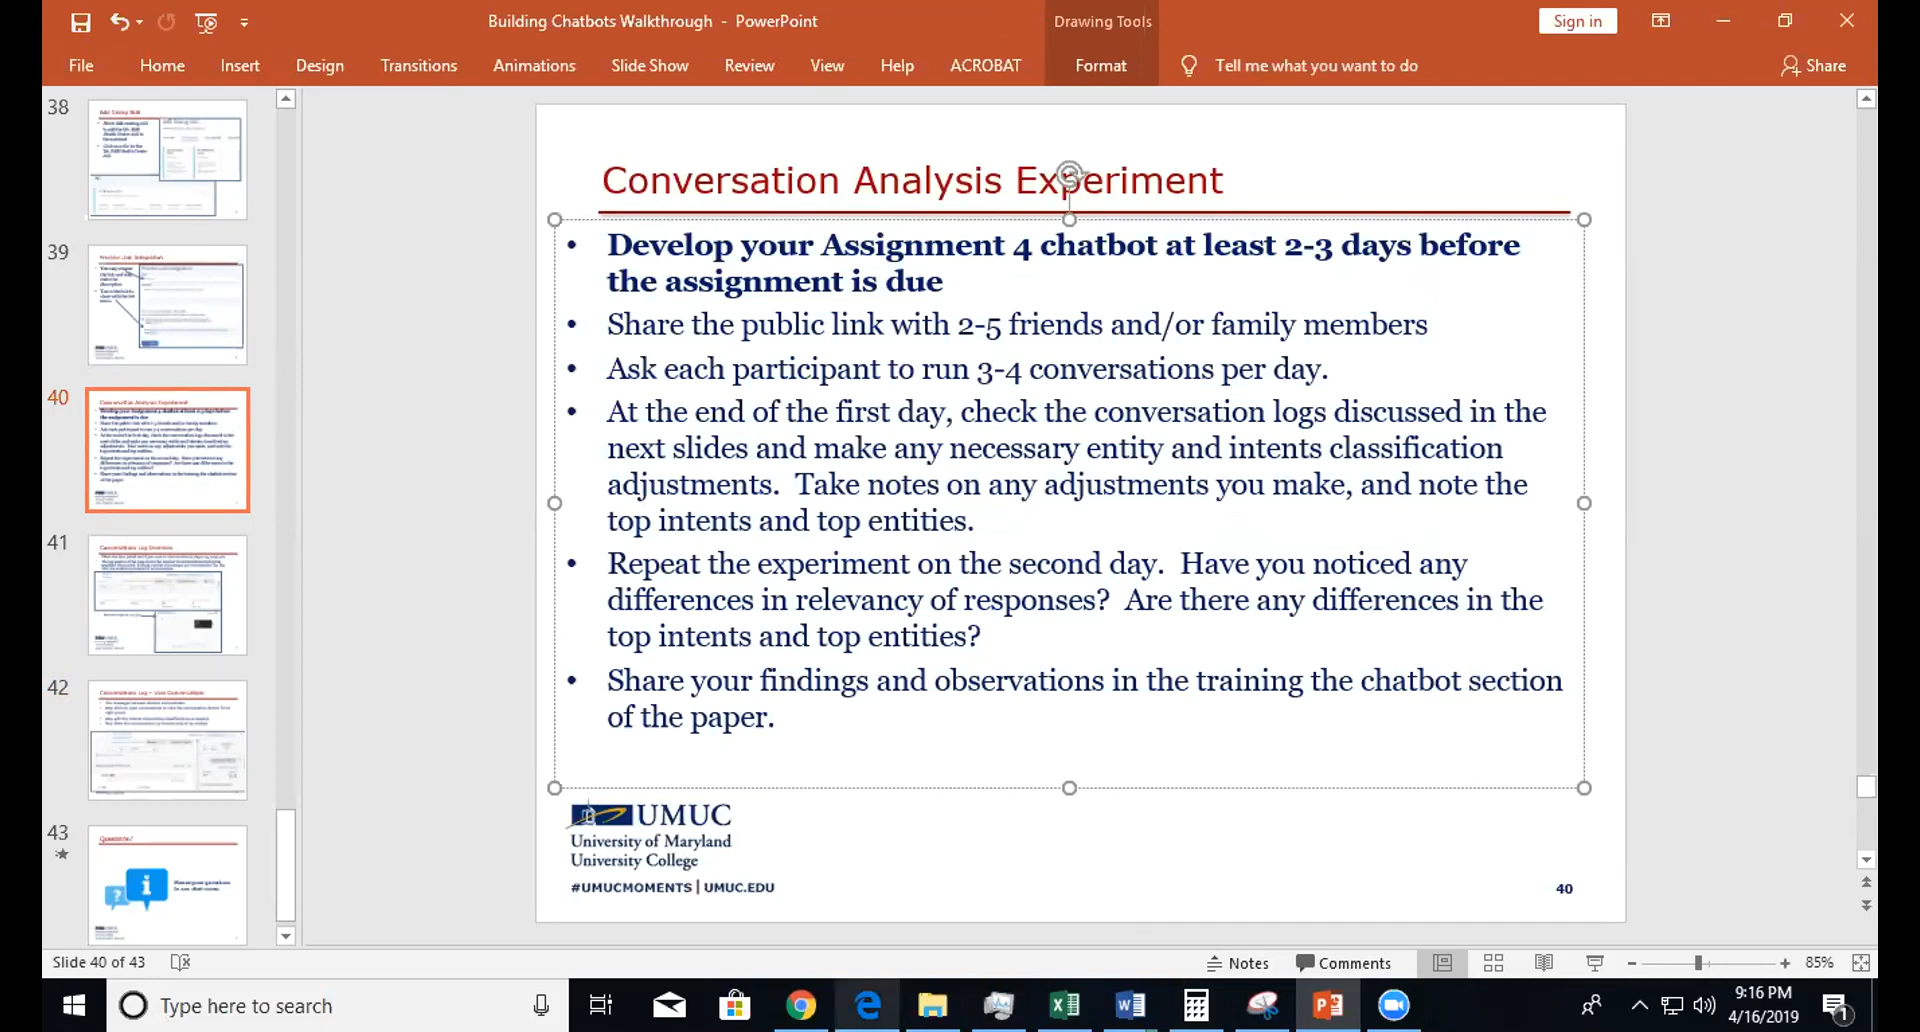 Building Chatbots Walkthrough - PowerPoint
Drawing Tools
Sign in
File Home Insert Design Transitions Animations Slide Show Review View Help ACROBAT Format Tell me what you want to do Share
38
39
40
41
42
43
Questions?
Conversation Analysis Experiment
• Develop your Assignment 4 chatbot at least 2-3 days before
the assignment is due
• Share the public link with 2-5 friends and/or family members
• Ask each participant to run 3-4 conversations per day.
• At the end of the first day, check the conversation logs discussed in the
next slides and make any necessary entity and intents classification
adjustments.  Take notes on any adjustments you make, and note the
top intents and top entities.
• Repeat the experiment on the second day.  Have you noticed any
differences in relevancy of responses?  Are there any differences in the
top intents and top entities?
• Share your findings and observations in the training the chatbot section
of the paper.
UMUC
University of Maryland
University College
#UMUCMOMENTS | UMUC.EDU
40
Slide 40 of 43
Notes Comments 85%
Type here to search
9:16 PM
4/16/2019
1